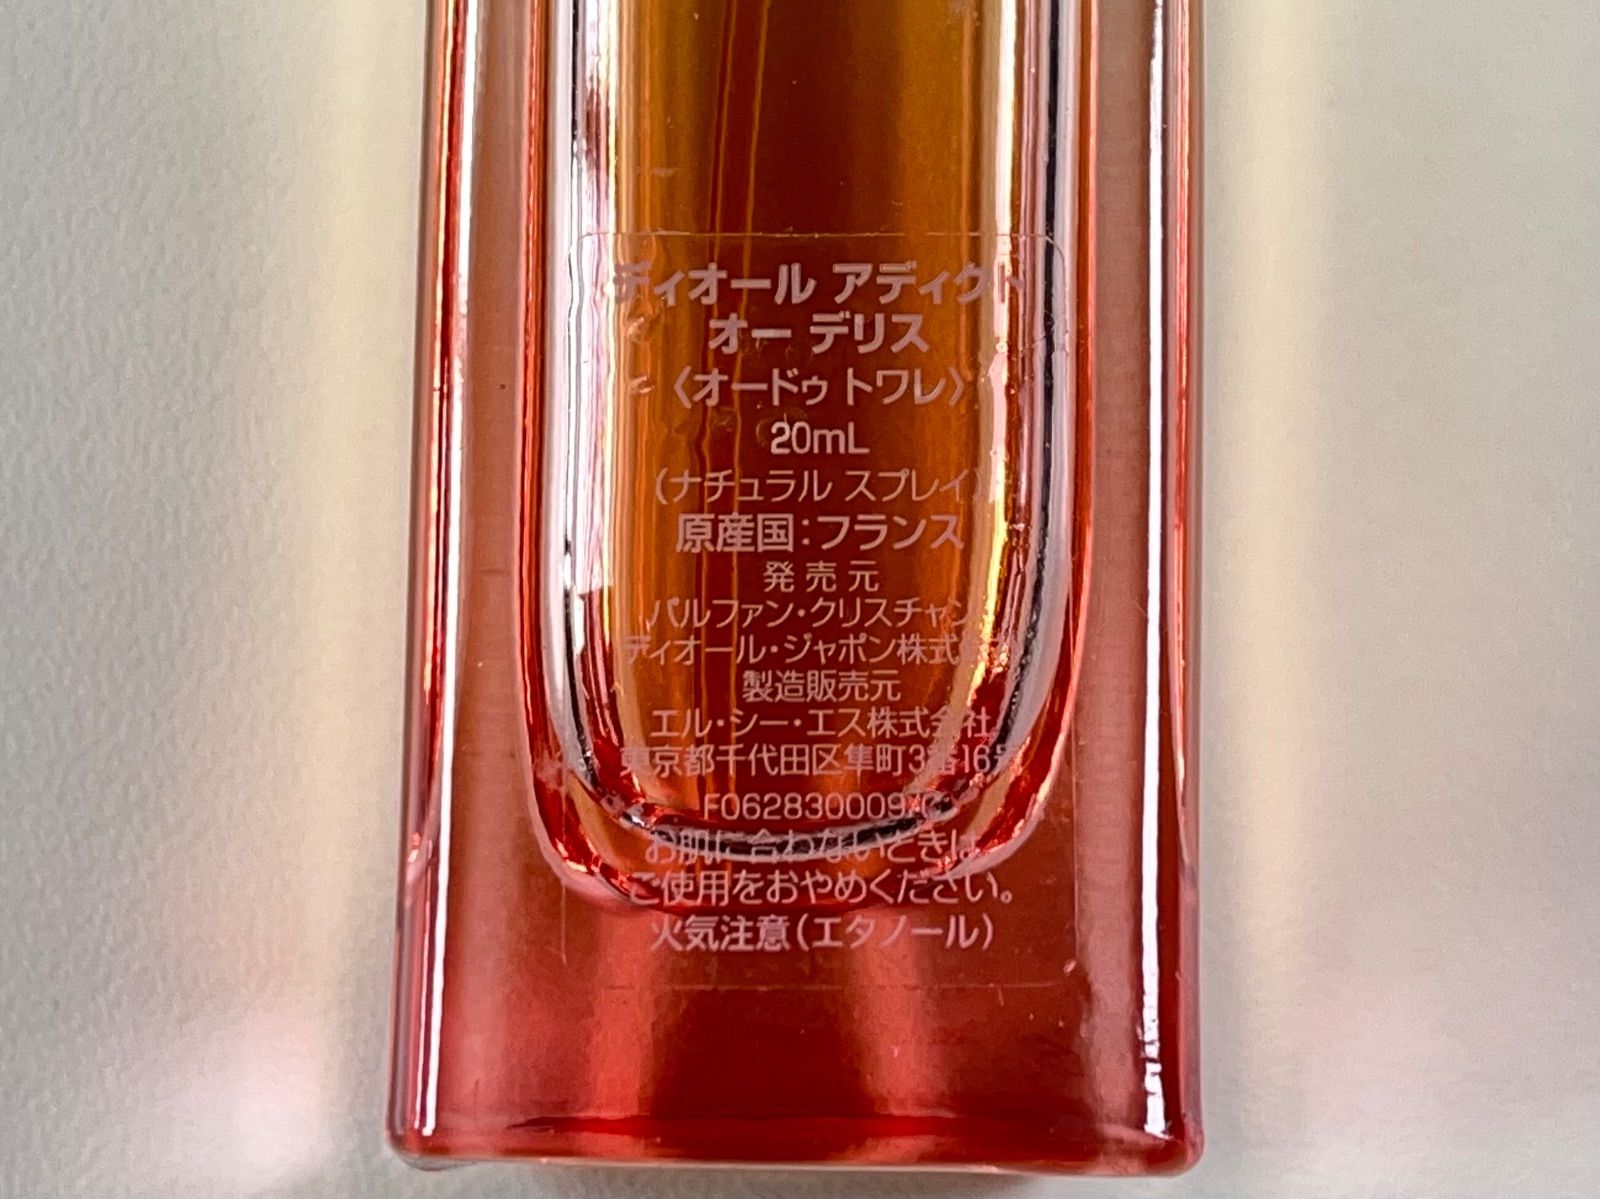 ディオール アディクト
オー デリス
〈オードゥ トワレ〉
20mL
(ナチュラル スプレイ)
原産国:フランス
発売元
パルファン・クリスチャン
ディオール・ジャポン株式
製造販売元
エル・シー・エス株式会社
東京都千代田区隼町3番16号
F062830009
お肌に合わないときは
ご使用をおやめください。
火気注意(エタノール)